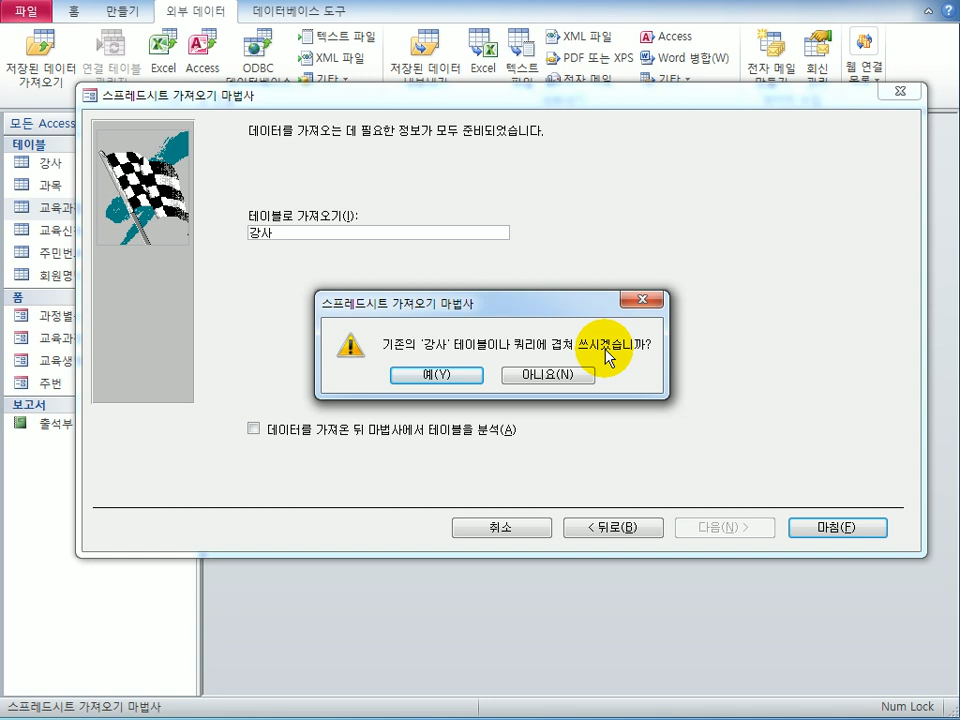 파일 홈 만들기 외부 데이터 데이터베이스 도구
저장된 데이터 가져오기
연결 테이블
Excel
Access
ODBC
텍스트 파일
XML 파일
기타
저장된 데이터
Excel
텍스트
XML 파일
PDF 또는 XPS
전자 메일
Access
Word 병합(W)
기타
전자 메일
회신
웹 연결
스프레드시트 가져오기 마법사
모든 Access
테이블
강사
과목
교육과
교육신
주민번
회원명
폼
과정별
교육과
교육생
주번
보고서
출석부
데이터를 가져오는 데 필요한 정보가 모두 준비되었습니다.
테이블로 가져오기(I):
강사
스프레드시트 가져오기 마법사
기존의 '강사' 테이블이나 쿼리에 겹쳐 쓰시겠습니까?
예(Y) 아니요(N)
데이터를 가져온 뒤 마법사에서 테이블을 분석(A)
취소 < 뒤로(B) 다음(N) > 마침(F)
스프레드시트 가져오기 마법사 Num Lock